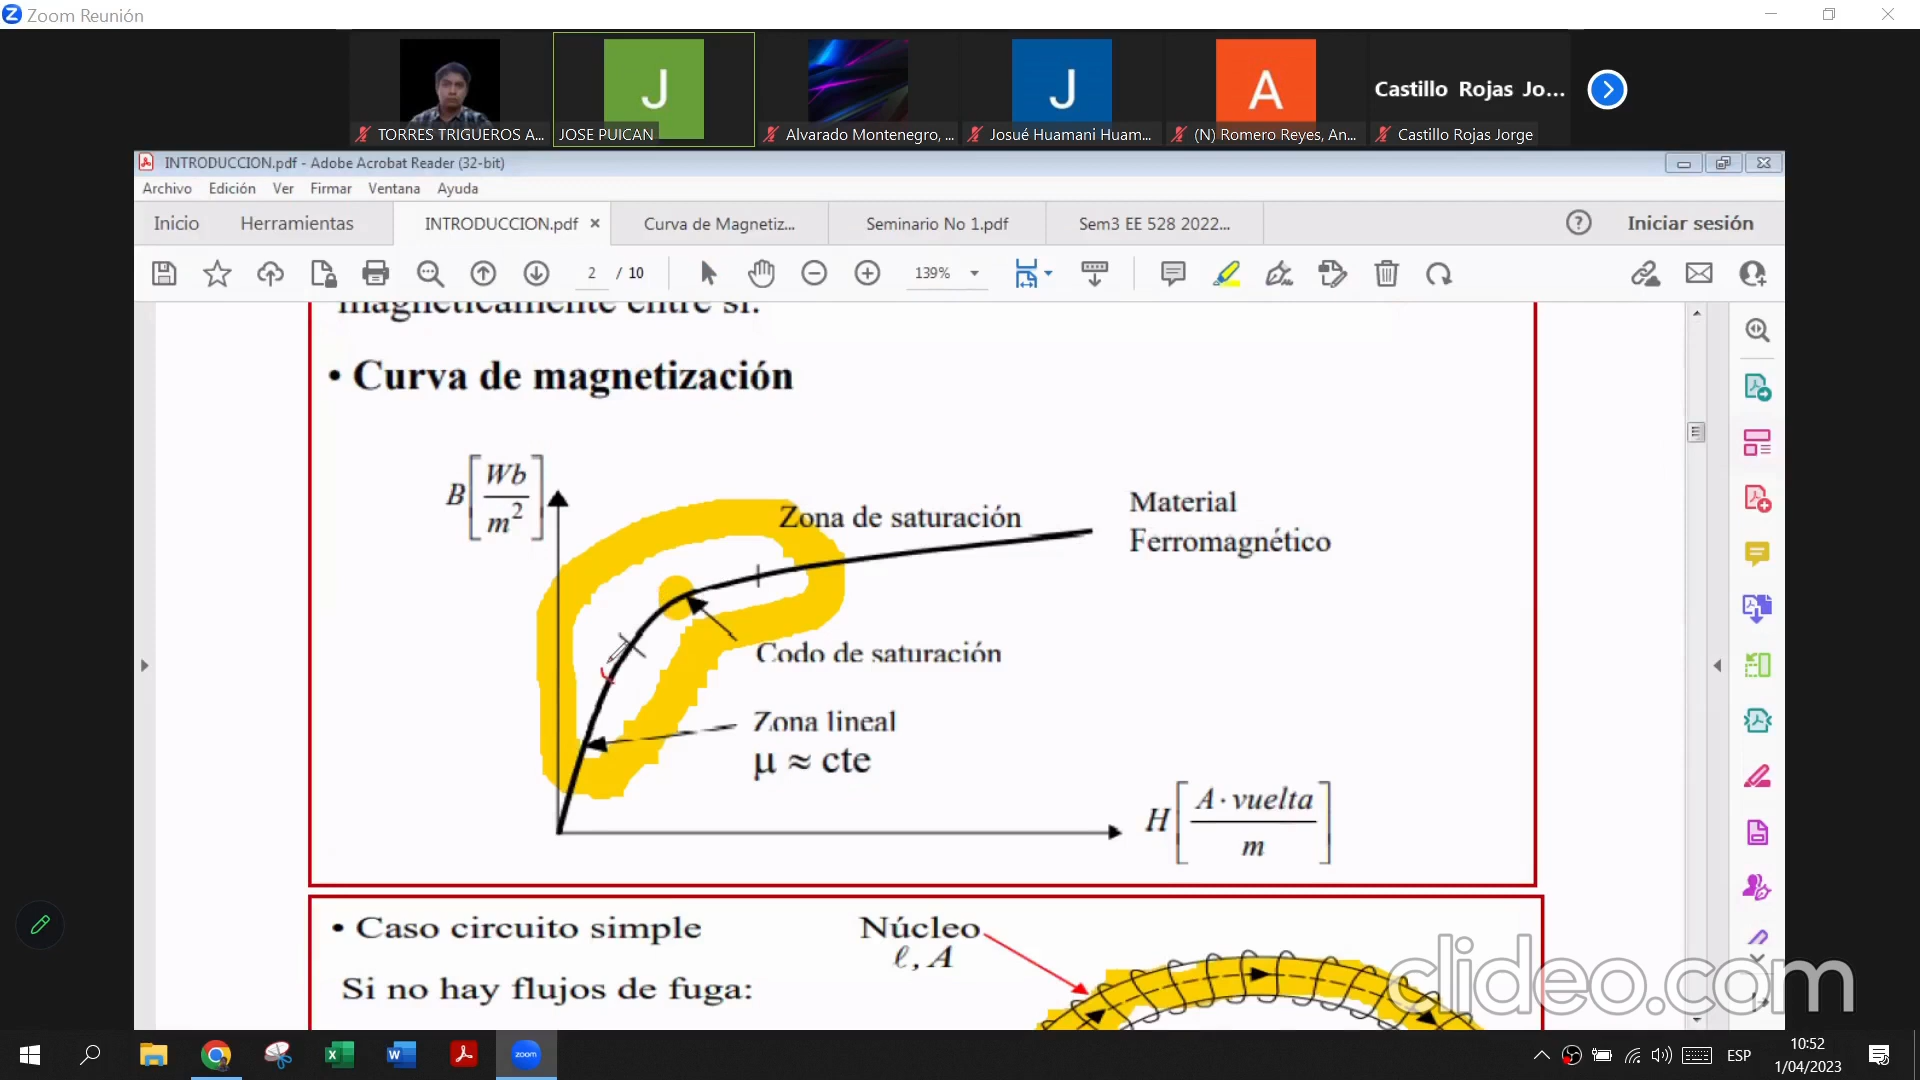 Zoom Reunión
J
J
A
Castillo Rojas Jo...
TORRES TRIGUEROS A...
JOSE PUICAN
Alvarado Montenegro, ...
Josué Huamani Huam...
(N) Romero Reyes, An...
Castillo Rojas Jorge
INTRODUCCION.pdf - Adobe Acrobat Reader (32-bit)
Archivo Edición Ver Firmar Ventana Ayuda
Inicio Herramientas INTRODUCCION.pdf × Curva de Magnetiz... Seminario No 1.pdf Sem3 EE 528 2022... ? Iniciar sesión
2 / 10 139%
magnéticamente entre sí.
• Curva de magnetización
B[Wb/m²]
Zona de saturación
Material
Ferromagnético
Codo de saturación
Zona lineal
μ ≈ cte
H[A·vuelta/m]
• Caso circuito simple
Núcleo
ℓ, A
Si no hay flujos de fuga:
clideo.com
zoom
ESP
10:52
1/04/2023